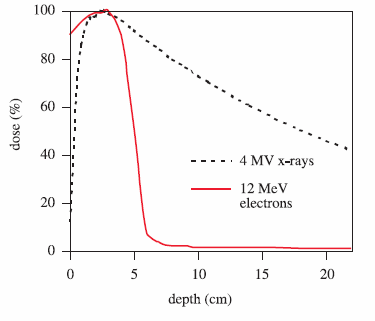 100
80
60
40
20
0
dose (%)
4 MV x-rays
12 MeV
electrons
0 5 10 15 20
depth (cm)